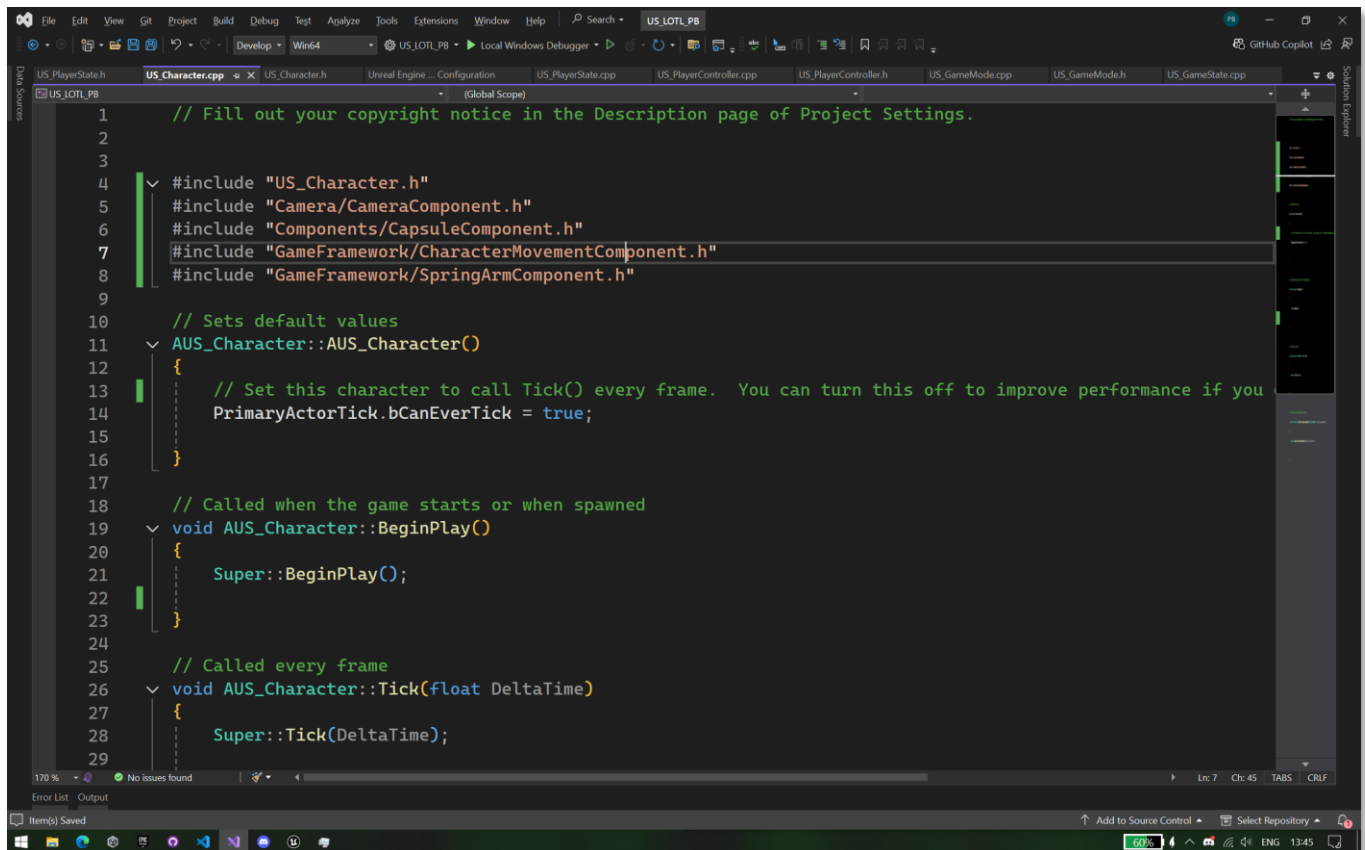 File Edit View Git Project Build Debug Test Analyze Tools Extensions Window Help Search US_LOTL_PB PB
Develop Win64 US_LOTL_PB Local Windows Debugger GitHub Copilot
US_PlayerState.h US_Character.cpp US_Character.h Unreal Engine ... Configuration US_PlayerState.cpp US_PlayerController.cpp US_PlayerController.h US_GameMode.cpp US_GameMode.h US_GameState.cpp
Data Sources
Solution Explorer
US_LOTL_PB (Global Scope)
1 // Fill out your copyright notice in the Description page of Project Settings.
2
3
4 #include "US_Character.h"
5 #include "Camera/CameraComponent.h"
6 #include "Components/CapsuleComponent.h"
7 #include "GameFramework/CharacterMovementComponent.h"
8 #include "GameFramework/SpringArmComponent.h"
9
10 // Sets default values
11 AUS_Character::AUS_Character()
12 {
13 // Set this character to call Tick() every frame.  You can turn this off to improve performance if you
14 PrimaryActorTick.bCanEverTick = true;
15
16 }
17
18 // Called when the game starts or when spawned
19 void AUS_Character::BeginPlay()
20 {
21 Super::BeginPlay();
22
23 }
24
25 // Called every frame
26 void AUS_Character::Tick(float DeltaTime)
27 {
28 Super::Tick(DeltaTime);
29
170 % No issues found Ln: 7 Ch: 45 TABS CRLF
Error List Output
Item(s) Saved Add to Source Control Select Repository
60% ENG 13:45